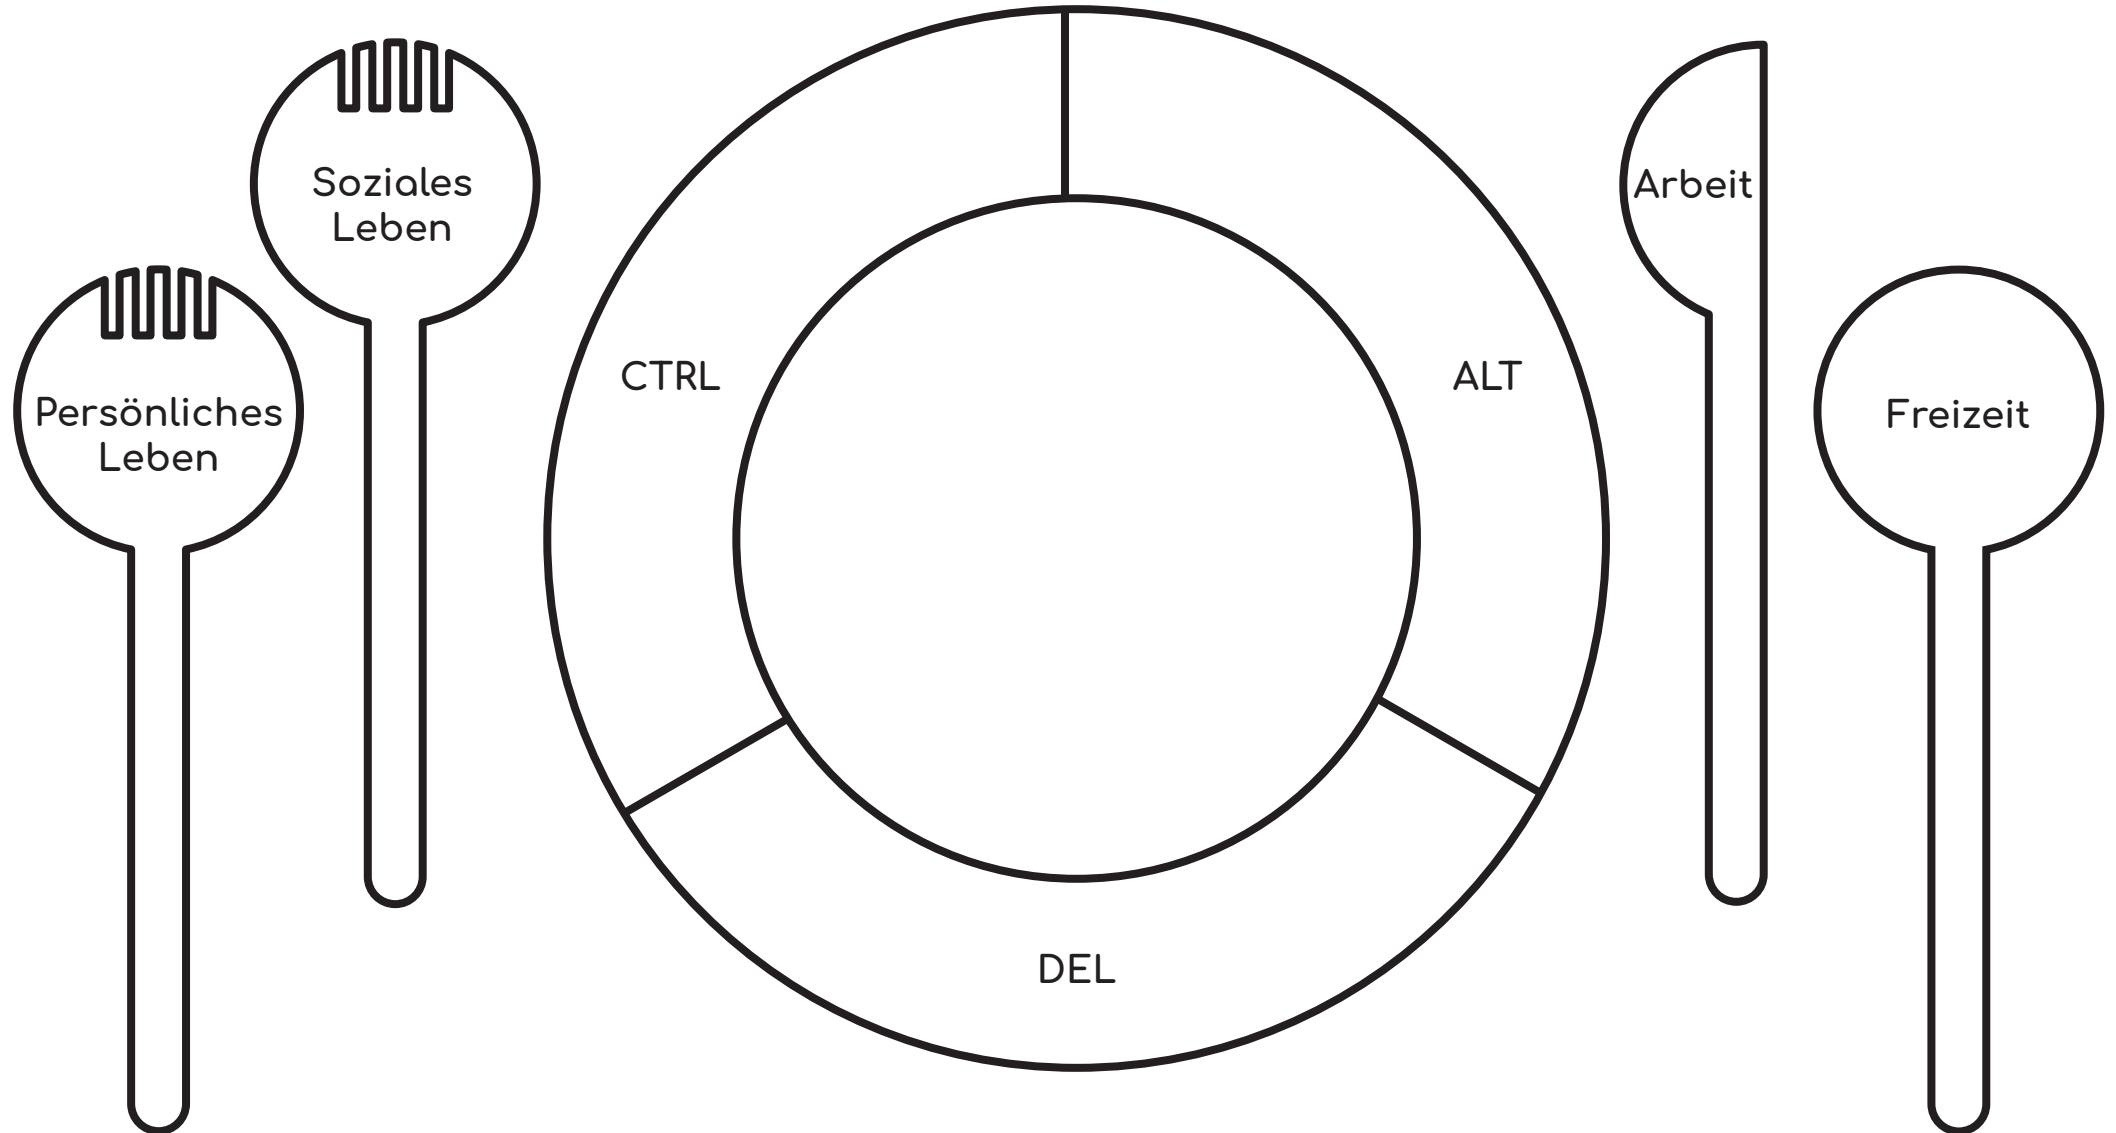 Soziales
Leben
Persönliches
Leben
CTRL
ALT
DEL
Arbeit
Freizeit